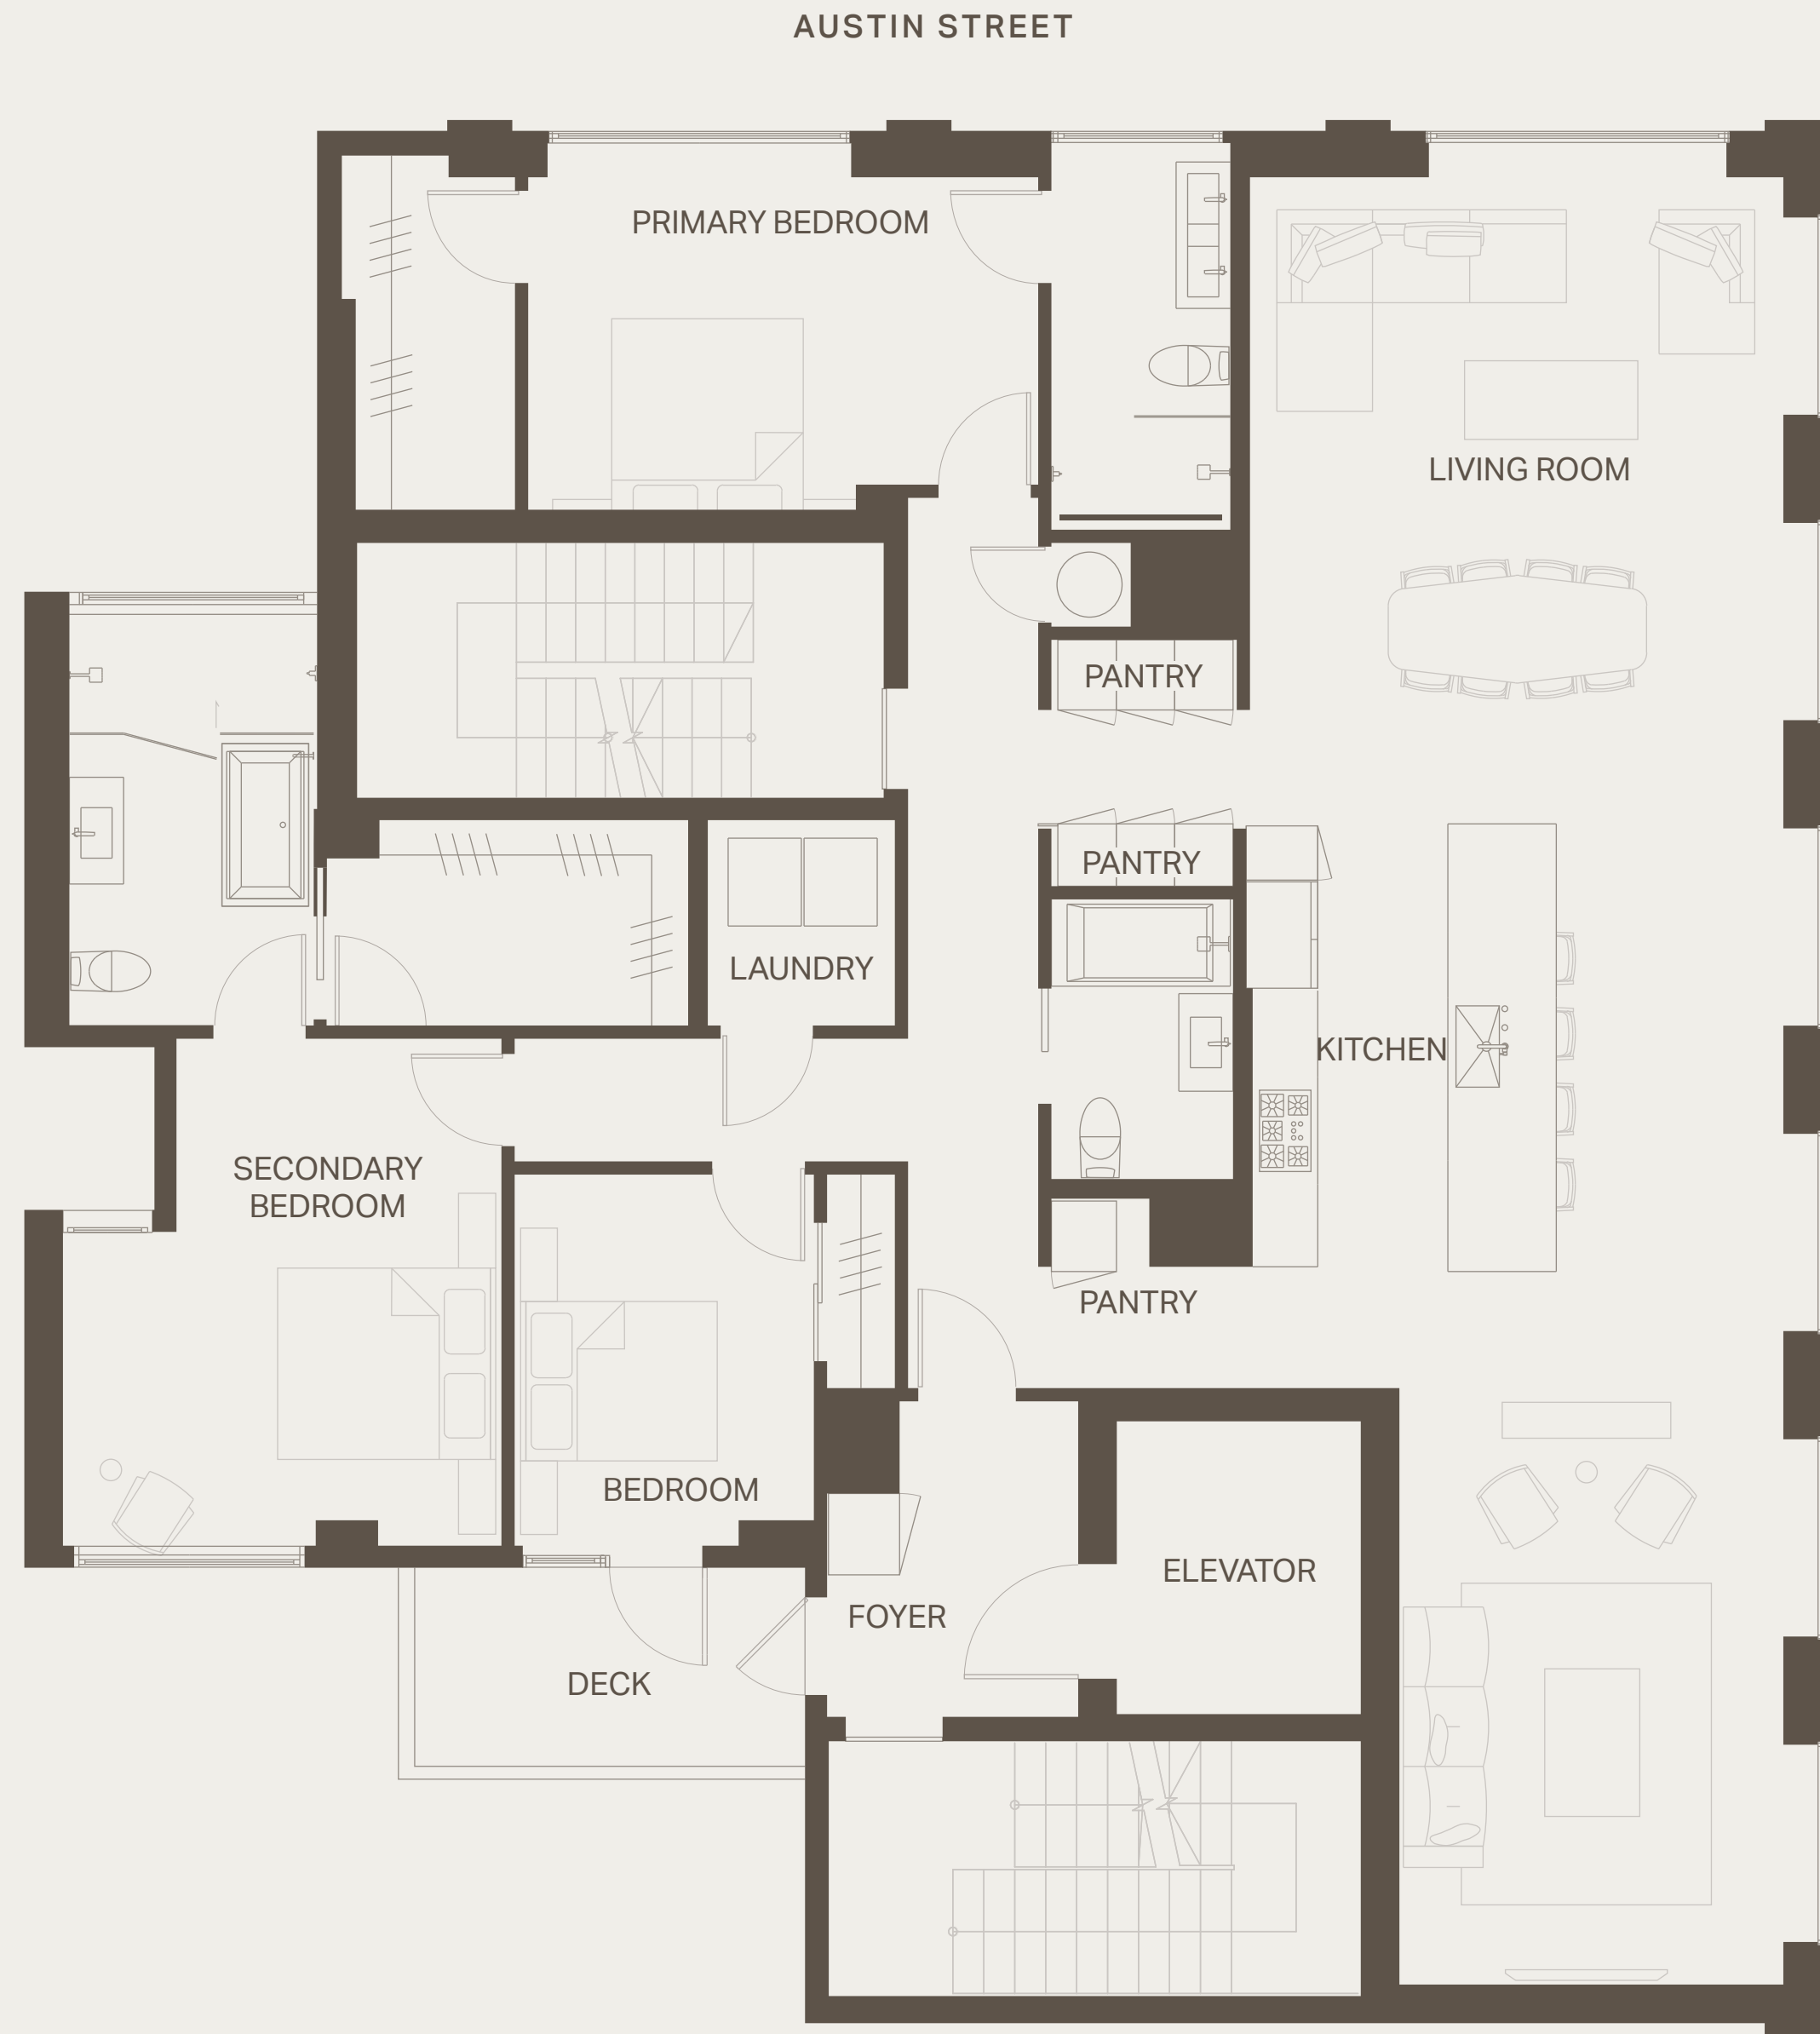 AUSTIN STREET
PRIMARY BEDROOM
LIVING ROOM
PANTRY
PANTRY
LAUNDRY
KITCHEN
SECONDARY
BEDROOM
PANTRY
BEDROOM
ELEVATOR
FOYER
DECK